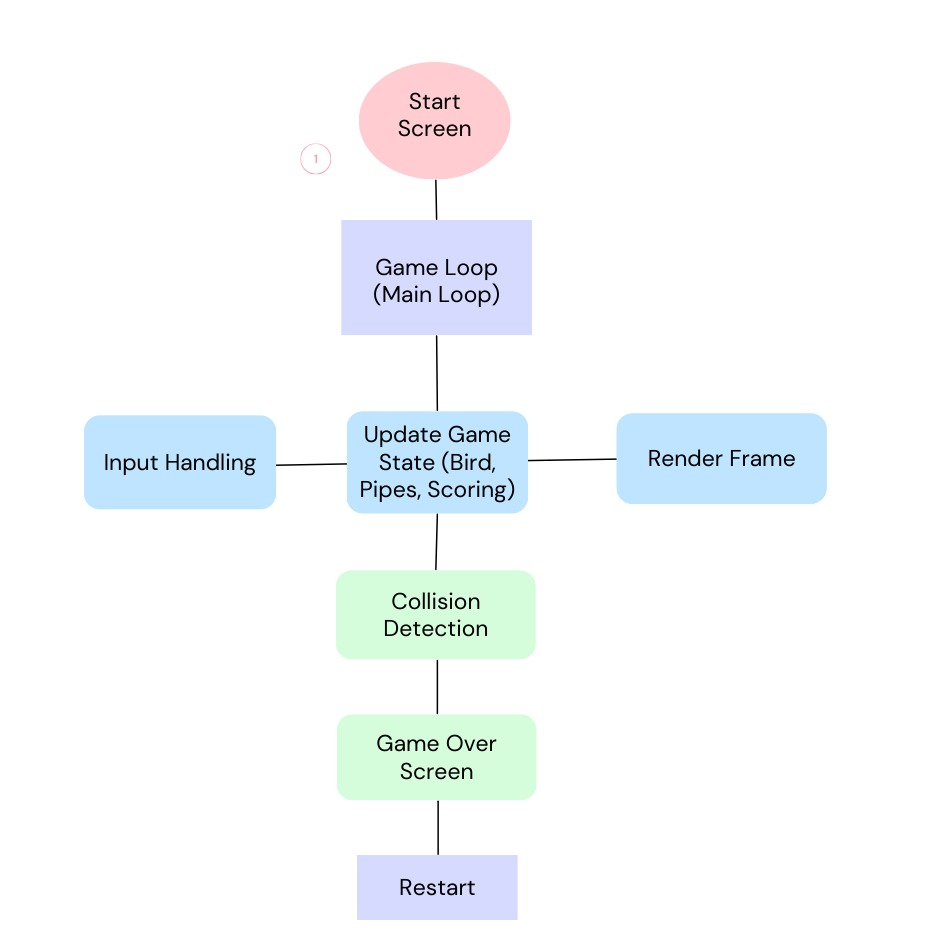 Start
Screen
1
Game Loop
(Main Loop)
Input Handling
Update Game
State (Bird,
Pipes, Scoring)
Render Frame
Collision
Detection
Game Over
Screen
Restart